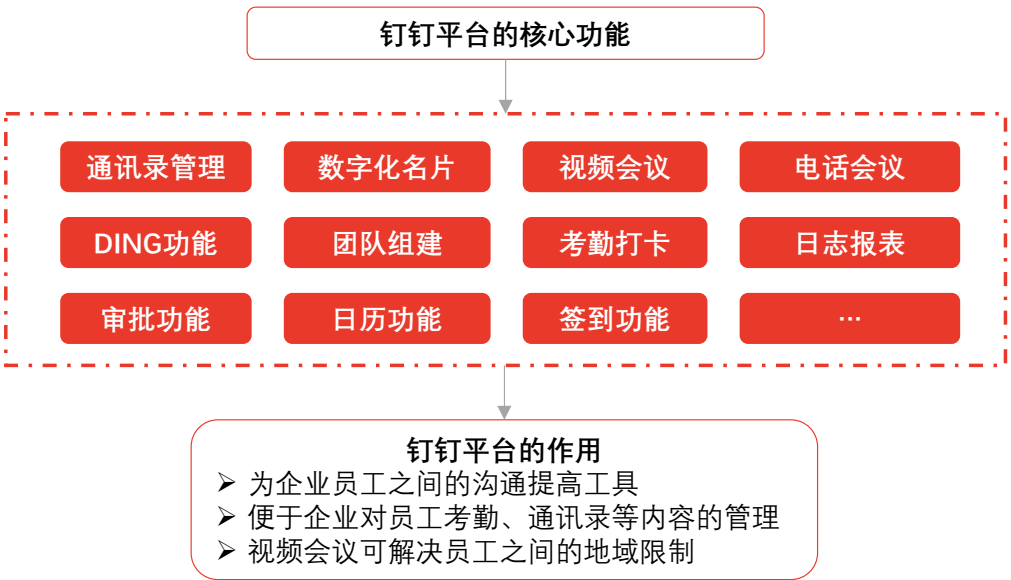 钉钉平台的核心功能
通讯录管理 数字化名片 视频会议 电话会议
DING功能 团队组建 考勤打卡 日志报表
审批功能 日历功能 签到功能 …
钉钉平台的作用
➢ 为企业员工之间的沟通提高工具
➢ 便于企业对员工考勤、通讯录等内容的管理
➢ 视频会议可解决员工之间的地域限制